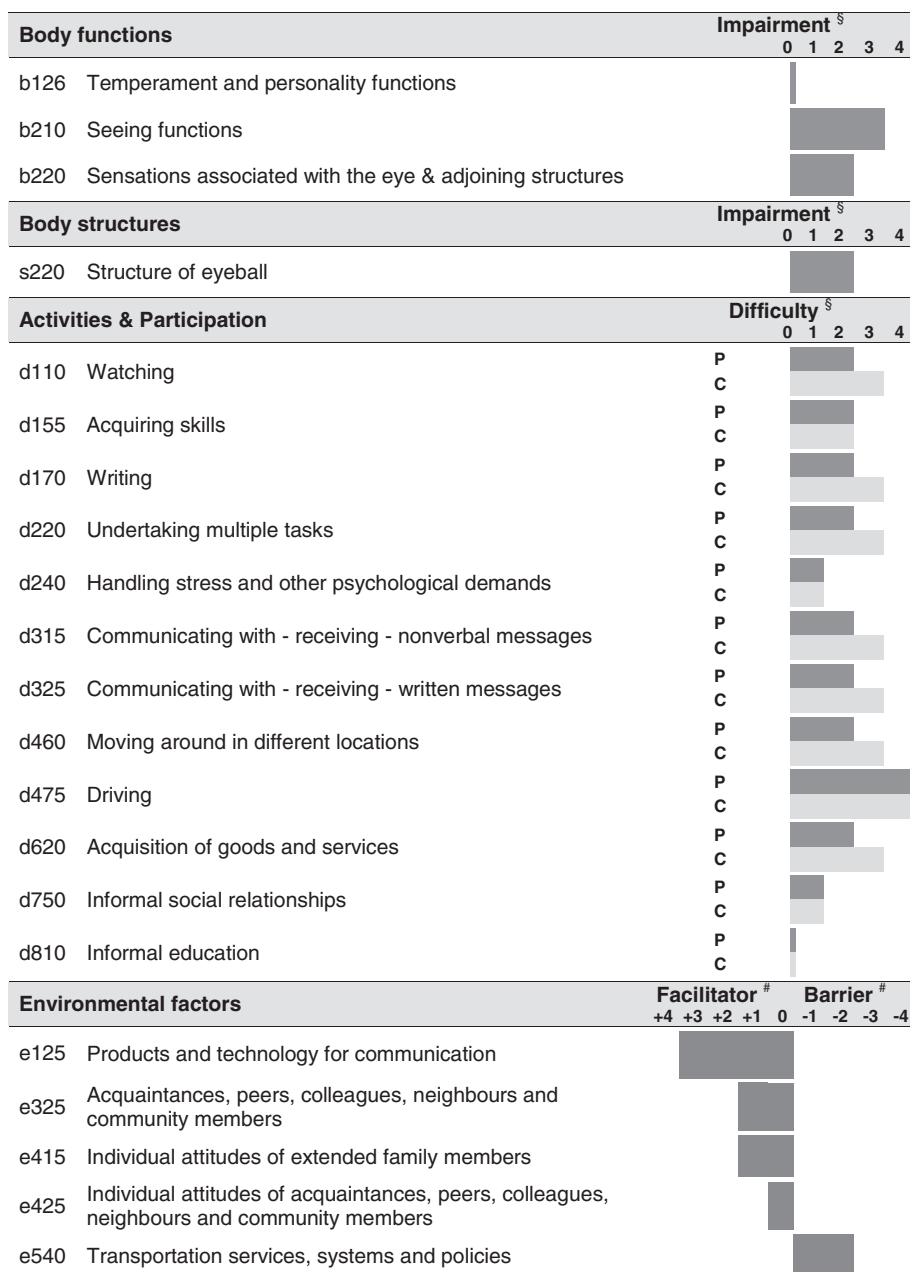 Body functions Impairment §
0 1 2 3 4
b126 Temperament and personality functions
b210 Seeing functions
b220 Sensations associated with the eye & adjoining structures
Body structures Impairment §
0 1 2 3 4
s220 Structure of eyeball
Activities & Participation Difficulty §
0 1 2 3 4
d110 Watching P
C
d155 Acquiring skills P
C
d170 Writing P
C
d220 Undertaking multiple tasks P
C
d240 Handling stress and other psychological demands P
C
d315 Communicating with - receiving - nonverbal messages P
C
d325 Communicating with - receiving - written messages P
C
d460 Moving around in different locations P
C
d475 Driving P
C
d620 Acquisition of goods and services P
C
d750 Informal social relationships P
C
d810 Informal education P
C
Environmental factors Facilitator # Barrier #
+4 +3 +2 +1 0 -1 -2 -3 -4
e125 Products and technology for communication
e325 Acquaintances, peers, colleagues, neighbours and
community members
e415 Individual attitudes of extended family members
e425 Individual attitudes of acquaintances, peers, colleagues,
neighbours and community members
e540 Transportation services, systems and policies